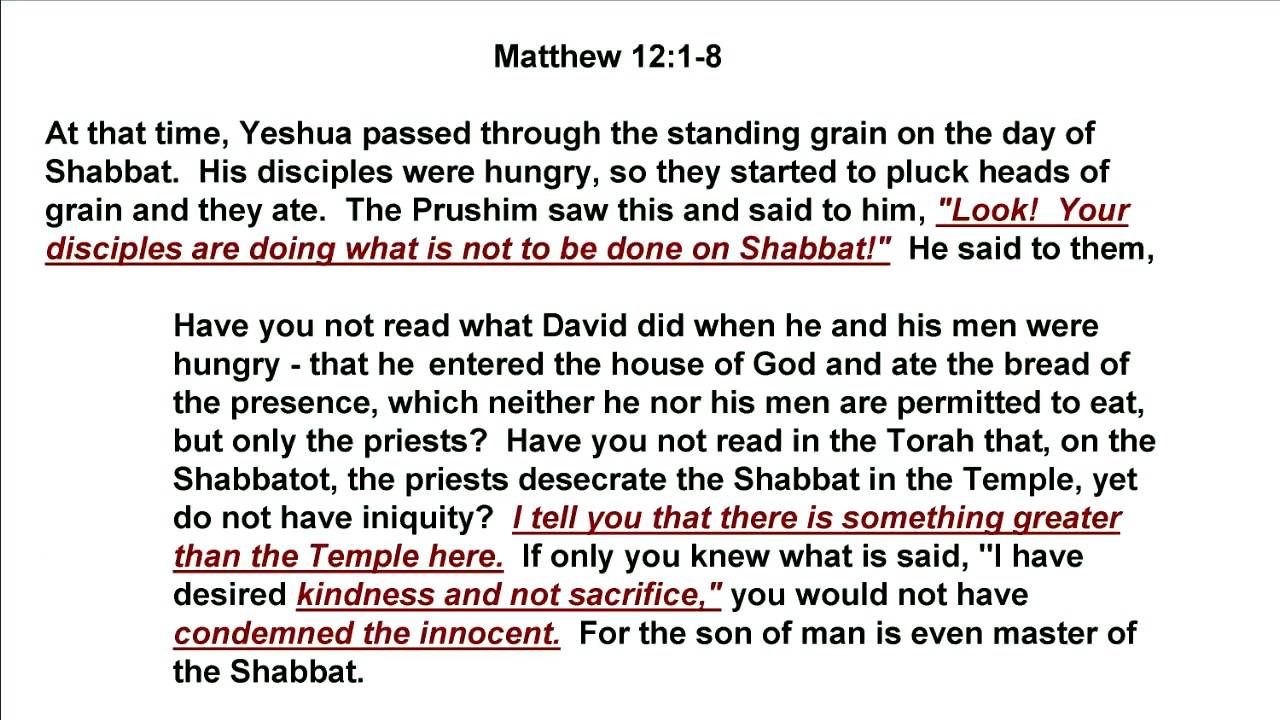 Matthew 12:1-8
At that time, Yeshua passed through the standing grain on the day of
Shabbat. His disciples were hungry, so they started to pluck heads of
grain and they ate. The Prushim saw this and said to him, "Look! Your
disciples are doing what is not to be done on Shabbat!" He said to them,
Have you not read what David did when he and his men were
hungry - that he entered the house of God and ate the bread of
the presence, which neither he nor his men are permitted to eat,
but only the priests? Have you not read in the Torah that, on the
Shabbatot, the priests desecrate the Shabbat in the Temple, yet
do not have iniquity? I tell you that there is something greater
than the Temple here. If only you knew what is said, "I have
desired kindness and not sacrifice," you would not have
condemned the innocent. For the son of man is even master of
the Shabbat.